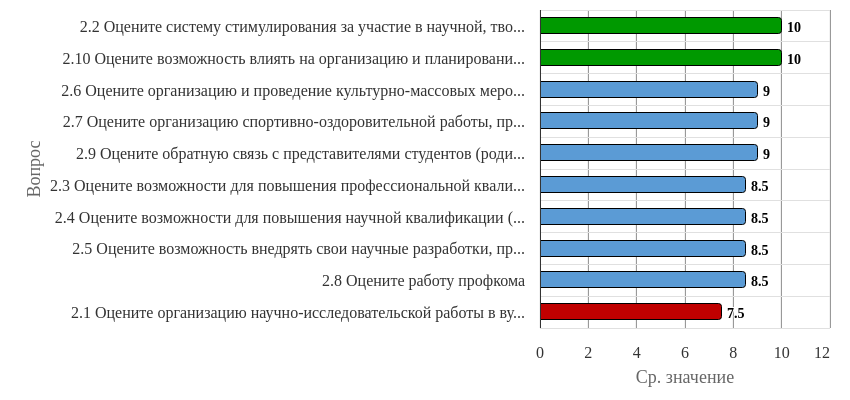 2.2 Оцените систему стимулирования за участие в научной, тво... 10
2.10 Оцените возможность влиять на организацию и планировани... 10
2.6 Оцените организацию и проведение культурно-массовых меро... 9
2.7 Оцените организацию спортивно-оздоровительной работы, пр... 9
2.9 Оцените обратную связь с представителями студентов (роди... 9
2.3 Оцените возможности для повышения профессиональной квали... 8.5
2.4 Оцените возможности для повышения научной квалификации (... 8.5
2.5 Оцените возможность внедрять свои научные разработки, пр... 8.5
2.8 Оцените работу профкома 8.5
2.1 Оцените организацию научно-исследовательской работы в ву... 7.5
Вопрос
0 2 4 6 8 10 12
Ср. значение